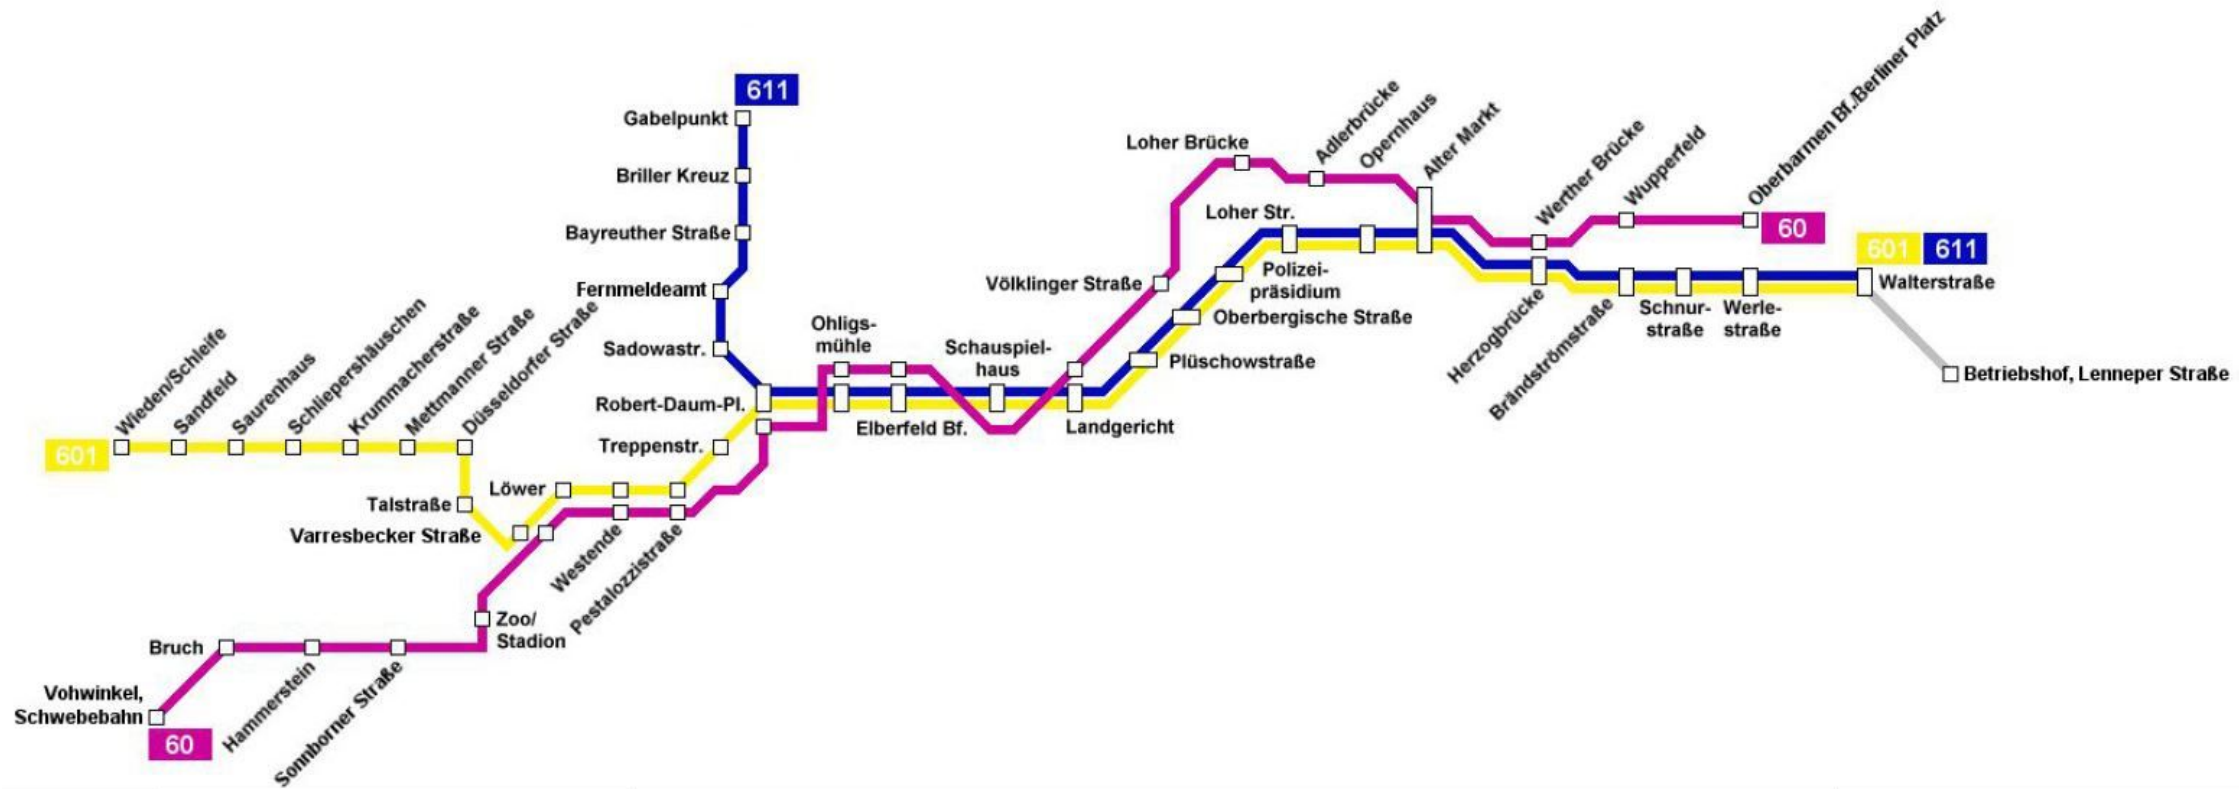 611
Gabelpunkt
Briller Kreuz
Bayreuther Straße
Fernmeldeamt
Sadowastr.
Robert-Daum-Pl.
Treppenstr.
601
Wieden/Schleife
Sandfeld
Saurenhaus
Schliepershäuschen
Krummacherstraße
Mettmanner Straße
Düsseldorfer Straße
Talstraße
Varresbecker Straße
Löwer
Westende
Pestalozzistraße
Zoo/
Stadion
Bruch
Hammerstein
Sonnborner Straße
Vohwinkel,
Schwebebahn
60
Ohligs-
mühle
Elberfeld Bf.
Schauspiel-
haus
Landgericht
Völklinger Straße
Loher Brücke
Adlerbrücke
Opernhaus
Alter Markt
Werther Brücke
Wupperfeld
Oberbarmen Bf./Berliner Platz
60
Loher Str.
Polizei-
präsidium
Oberbergische Straße
Plüschowstraße
Herzogbrücke
Brändströmstraße
Schnur-
straße
Werle-
straße
601
611
Walterstraße
Betriebshof, Lenneper Straße